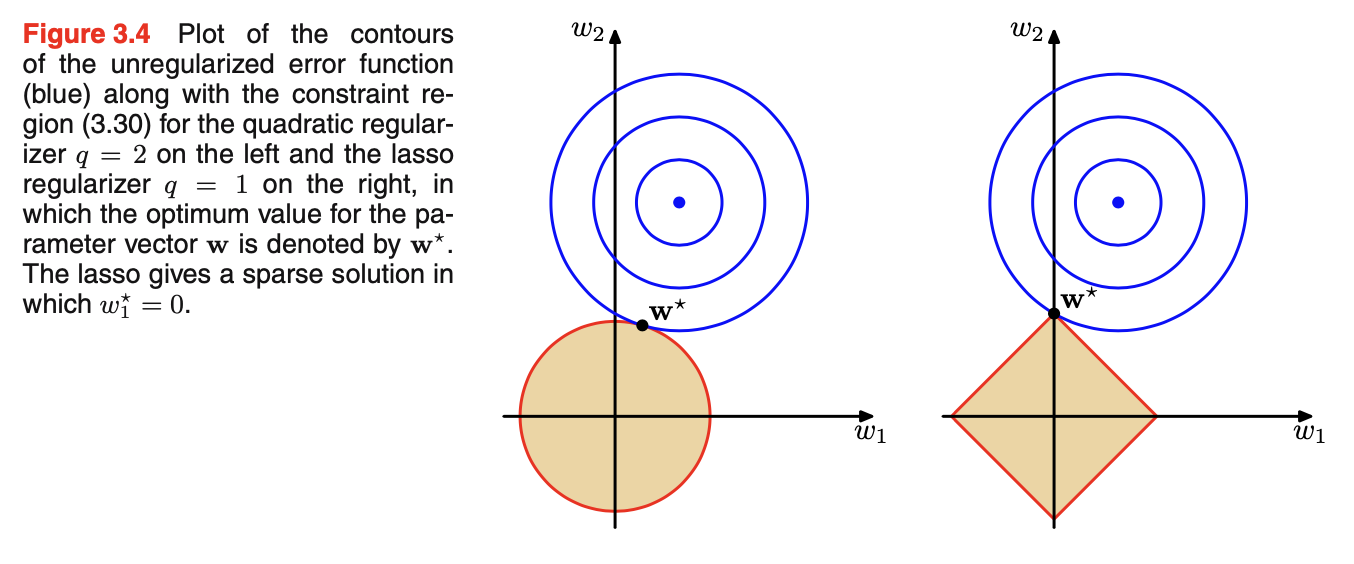 Figure 3.4 Plot of the contours
of the unregularized error function
(blue) along with the constraint re-
gion (3.30) for the quadratic regular-
izer q = 2 on the left and the lasso
regularizer q = 1 on the right, in
which the optimum value for the pa-
rameter vector w is denoted by w⋆.
The lasso gives a sparse solution in
which w₁⋆ = 0.
w₂
w⋆
w₁
w₂
w⋆
w₁